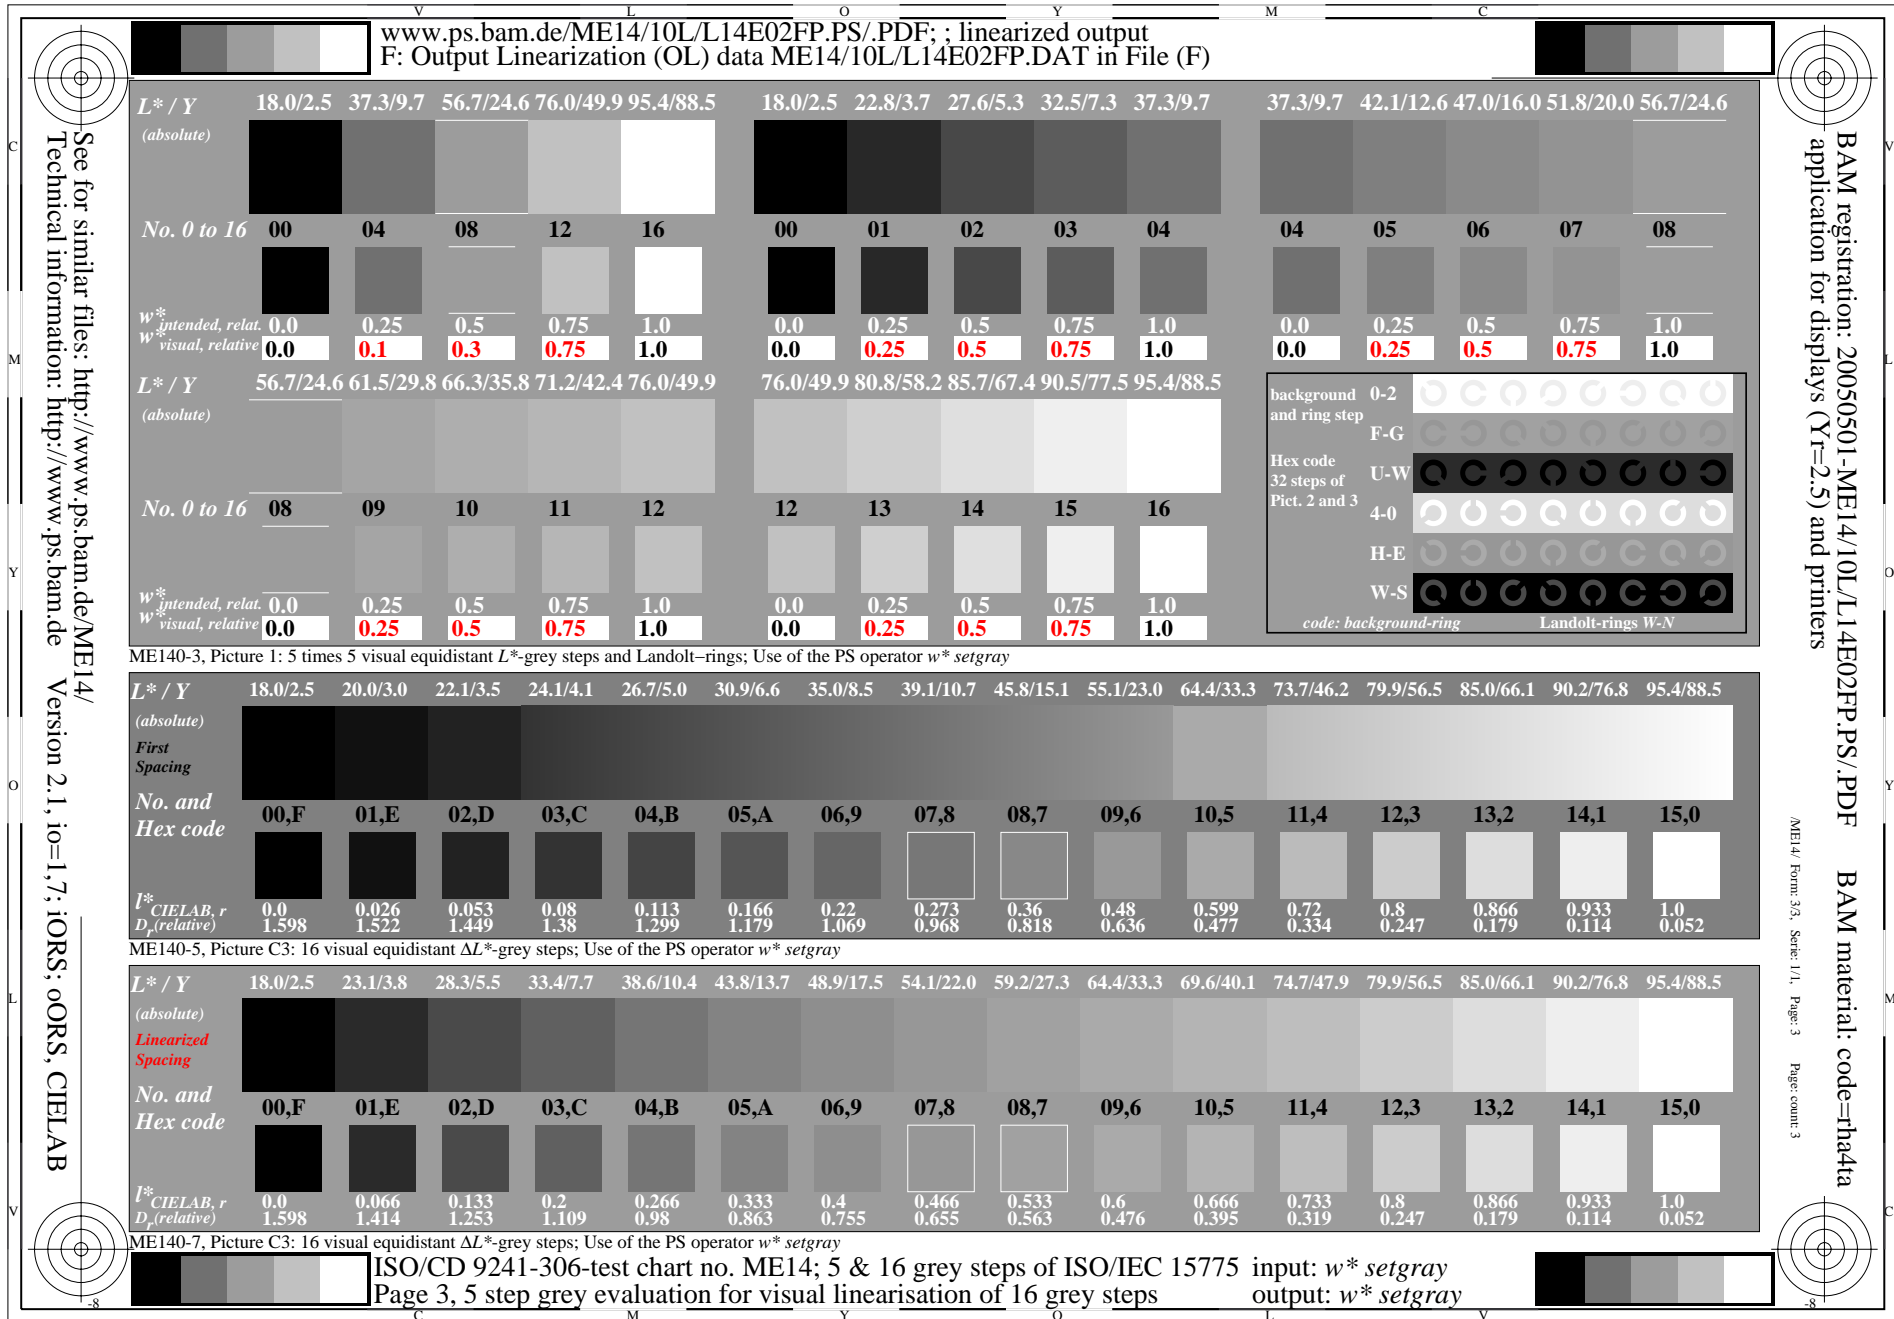 V L O Y M C
www.ps.bam.de/ME14/10L/L14E02FP.PS/.PDF; ; linearized output
F: Output Linearization (OL) data ME14/10L/L14E02FP.DAT in File (F)
See for similar files: http://www.ps.bam.de/ME14/
Technical information: http://www.ps.bam.de Version 2.1, io=1,7; iORS; oORS, CIELAB
C
M
Y
O
L
V
L* / Y 18.0/2.5 37.3/9.7 56.7/24.6 76.0/49.9 95.4/88.5 18.0/2.5 22.8/3.7 27.6/5.3 32.5/7.3 37.3/9.7 37.3/9.7 42.1/12.6 47.0/16.0 51.8/20.0 56.7/24.6
(absolute)
No. 0 to 16 00 04 08 12 16 00 01 02 03 04 04 05 06 07 08
w* intended, relat. 0.0 0.25 0.5 0.75 1.0 0.0 0.25 0.5 0.75 1.0 0.0 0.25 0.5 0.75 1.0
w* visual, relative 0.0 0.1 0.3 0.75 1.0 0.0 0.25 0.5 0.75 1.0 0.0 0.25 0.5 0.75 1.0
L* / Y 56.7/24.6 61.5/29.8 66.3/35.8 71.2/42.4 76.0/49.9 76.0/49.9 80.8/58.2 85.7/67.4 90.5/77.5 95.4/88.5
(absolute)
No. 0 to 16 08 09 10 11 12 12 13 14 15 16
w* intended, relat. 0.0 0.25 0.5 0.75 1.0 0.0 0.25 0.5 0.75 1.0
w* visual, relative 0.0 0.25 0.5 0.75 1.0 0.0 0.25 0.5 0.75 1.0
background 0-2
and ring step
F-G
Hex code
32 steps of U-W
Pict. 2 and 3
4-0
H-E
W-S
code: background-ring Landolt-rings W-N
ME140-3, Picture 1: 5 times 5 visual equidistant L*-grey steps and Landolt−rings; Use of the PS operator w* setgray
L* / Y 18.0/2.5 20.0/3.0 22.1/3.5 24.1/4.1 26.7/5.0 30.9/6.6 35.0/8.5 39.1/10.7 45.8/15.1 55.1/23.0 64.4/33.3 73.7/46.2 79.9/56.5 85.0/66.1 90.2/76.8 95.4/88.5
(absolute)
First
Spacing
No. and
Hex code 00,F 01,E 02,D 03,C 04,B 05,A 06,9 07,8 08,7 09,6 10,5 11,4 12,3 13,2 14,1 15,0
l* CIELAB, r 0.0 0.026 0.053 0.08 0.113 0.166 0.22 0.273 0.36 0.48 0.599 0.72 0.8 0.866 0.933 1.0
Dr (relative) 1.598 1.522 1.449 1.38 1.299 1.179 1.069 0.968 0.818 0.636 0.477 0.334 0.247 0.179 0.114 0.052
ME140-5, Picture C3: 16 visual equidistant ΔL*-grey steps; Use of the PS operator w* setgray
L* / Y 18.0/2.5 23.1/3.8 28.3/5.5 33.4/7.7 38.6/10.4 43.8/13.7 48.9/17.5 54.1/22.0 59.2/27.3 64.4/33.3 69.6/40.1 74.7/47.9 79.9/56.5 85.0/66.1 90.2/76.8 95.4/88.5
(absolute)
Linearized
Spacing
No. and
Hex code 00,F 01,E 02,D 03,C 04,B 05,A 06,9 07,8 08,7 09,6 10,5 11,4 12,3 13,2 14,1 15,0
l* CIELAB, r 0.0 0.066 0.133 0.2 0.266 0.333 0.4 0.466 0.533 0.6 0.666 0.733 0.8 0.866 0.933 1.0
Dr (relative) 1.598 1.414 1.253 1.109 0.98 0.863 0.755 0.655 0.563 0.476 0.395 0.319 0.247 0.179 0.114 0.052
ME140-7, Picture C3: 16 visual equidistant ΔL*-grey steps; Use of the PS operator w* setgray
BAM registration: 20050501-ME14/10L/L14E02FP.PS/.PDF BAM material: code=rha4ta
application for displays (Yr=2.5) and printers
/ME14/ Form: 3/3, Serie: 1/1, Page: 3 Page: count: 3
V
L
O
Y
M
C
ISO/CD 9241-306-test chart no. ME14; 5 & 16 grey steps of ISO/IEC 15775 input: w* setgray
Page 3, 5 step grey evaluation for visual linearisation of 16 grey steps output: w* setgray
-8 -8
C M Y O L V